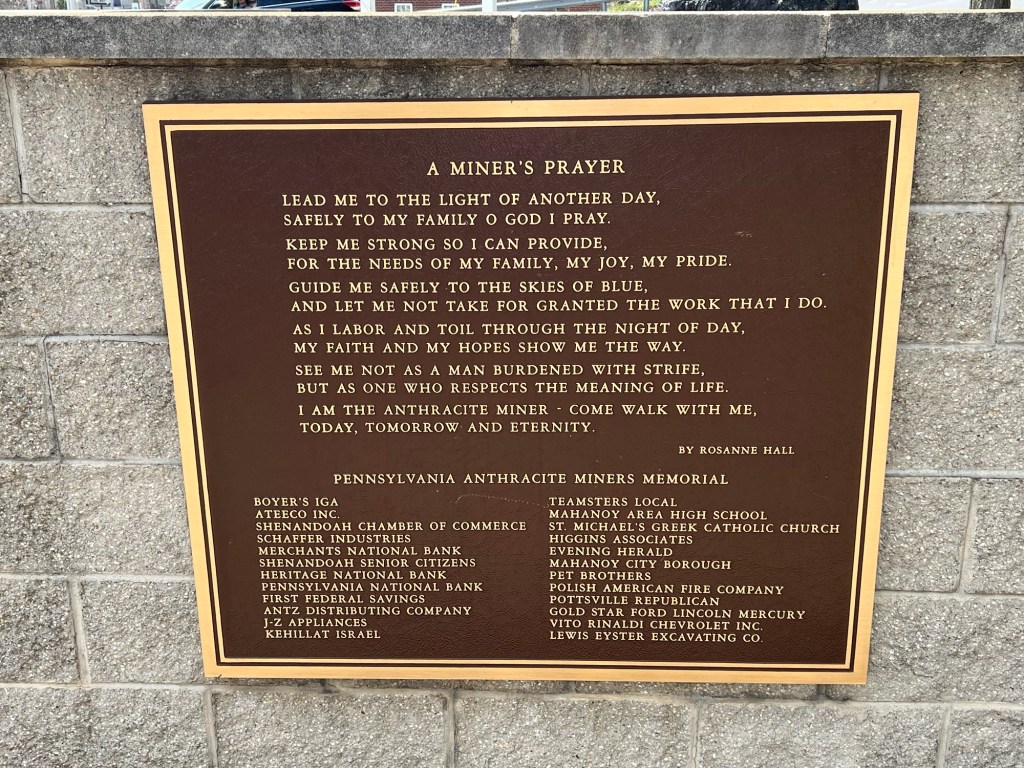 A MINER'S PRAYER
LEAD ME TO THE LIGHT OF ANOTHER DAY,
SAFELY TO MY FAMILY O GOD I PRAY.
KEEP ME STRONG SO I CAN PROVIDE,
FOR THE NEEDS OF MY FAMILY, MY JOY, MY PRIDE.
GUIDE ME SAFELY TO THE SKIES OF BLUE,
AND LET ME NOT TAKE FOR GRANTED THE WORK THAT I DO.
AS I LABOR AND TOIL THROUGH THE NIGHT OF DAY,
MY FAITH AND MY HOPES SHOW ME THE WAY.
SEE ME NOT AS A MAN BURDENED WITH STRIFE,
BUT AS ONE WHO RESPECTS THE MEANING OF LIFE.
I AM THE ANTHRACITE MINER - COME WALK WITH ME,
TODAY, TOMORROW AND ETERNITY.
BY ROSANNE HALL
PENNSYLVANIA ANTHRACITE MINERS MEMORIAL
BOYER'S IGA
ATEECO INC.
SHENANDOAH CHAMBER OF COMMERCE
SCHAFFER INDUSTRIES
MERCHANTS NATIONAL BANK
SHENANDOAH SENIOR CITIZENS
HERITAGE NATIONAL BANK
PENNSYLVANIA NATIONAL BANK
FIRST FEDERAL SAVINGS
ANTZ DISTRIBUTING COMPANY
J-Z APPLIANCES
KEHILLAT ISRAEL
TEAMSTERS LOCAL
MAHANOY AREA HIGH SCHOOL
ST. MICHAEL'S GREEK CATHOLIC CHURCH
HIGGINS ASSOCIATES
EVENING HERALD
MAHANOY CITY BOROUGH
PET BROTHERS
POLISH AMERICAN FIRE COMPANY
POTTSVILLE REPUBLICAN
GOLD STAR FORD LINCOLN MERCURY
VITO RINALDI CHEVROLET INC.
LEWIS EYSTER EXCAVATING CO.